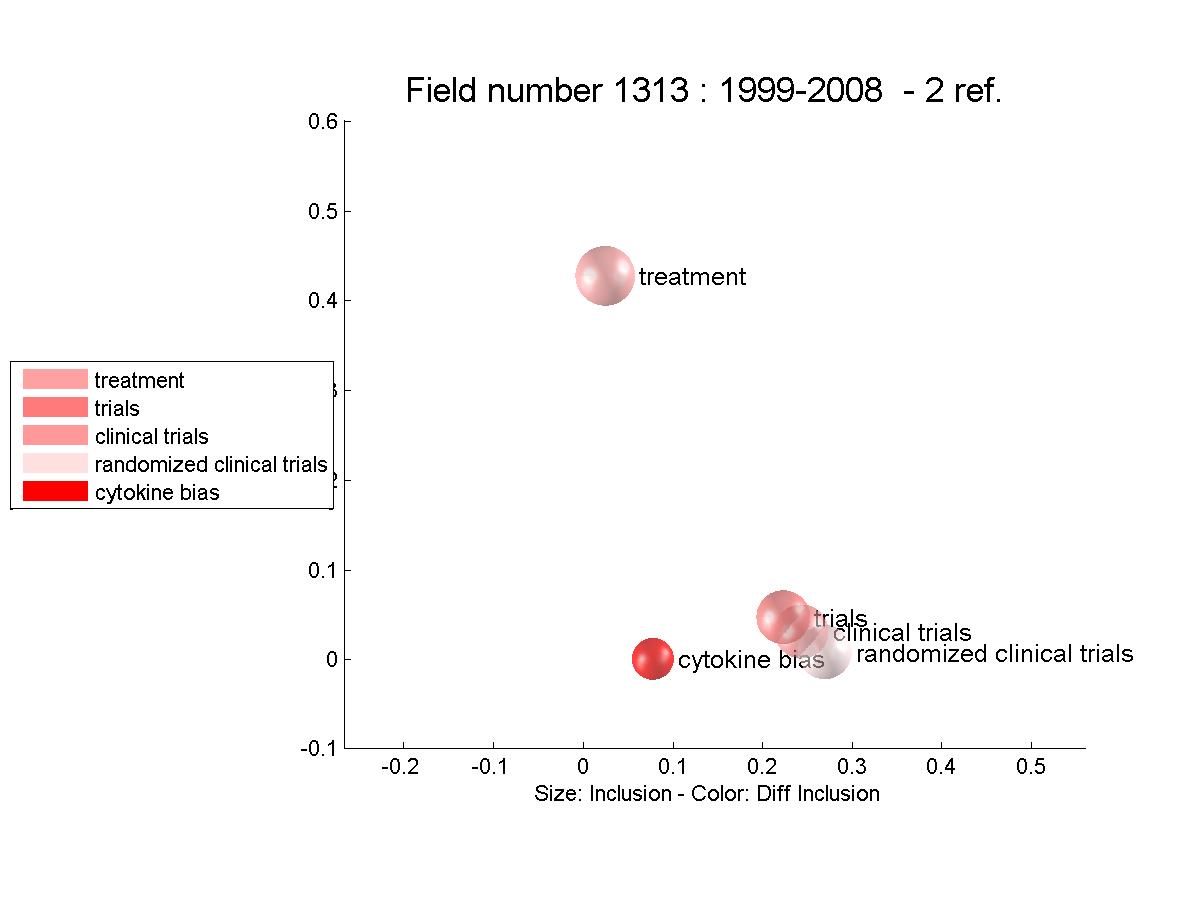 Field number 1313 : 1999-2008 - 2 ref.
0.6
0.5
0.4
0.1
0
-0.1
treatment
treatment
trials
clinical trials
randomized clinical trials
cytokine bias
trials
clinical trials
randomized clinical trials
cytokine bias
-0.2 -0.1 0 0.1 0.2 0.3 0.4 0.5
Size: Inclusion - Color: Diff Inclusion